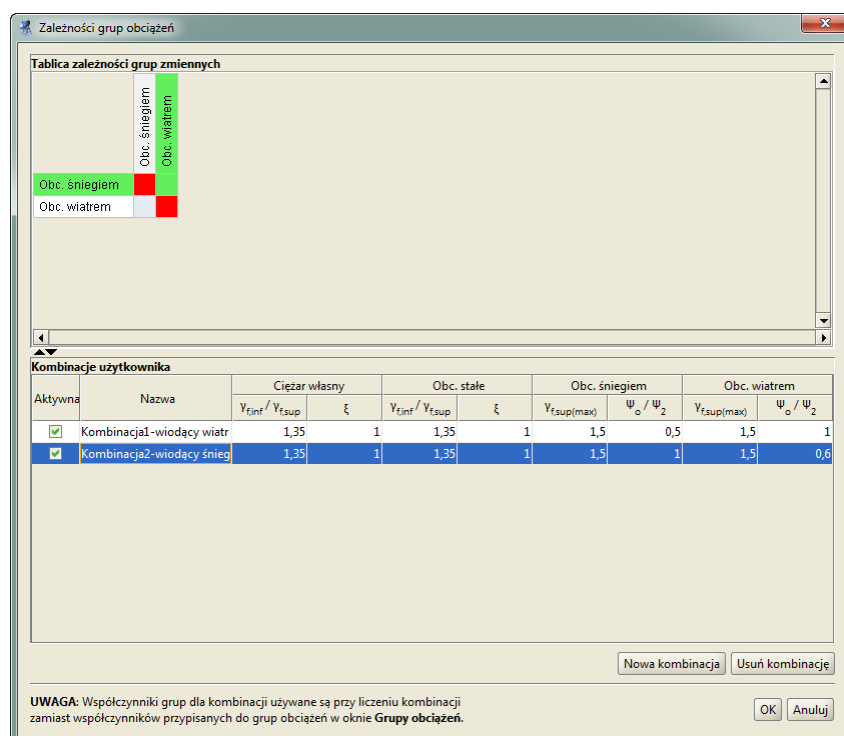 Zależności grup obciążeń
Tablica zależności grup zmiennych
Obc. śniegiem
Obc. wiatrem
Obc. śniegiem
Obc. wiatrem
Kombinacje użytkownika
Aktywna Nazwa Ciężar własny Obc. stałe Obc. śniegiem Obc. wiatrem
γf,inf / γf,sup ξ γf,inf / γf,sup ξ γf,sup(max) Ψo / Ψ2 γf,sup(max) Ψo / Ψ2
Kombinacja1-wiodący wiatr 1,35 1 1,35 1 1,5 0,5 1,5 1
Kombinacja2-wiodący śnieg 1,35 1 1,35 1 1,5 1 1,5 0,6
Nowa kombinacja Usuń kombinację
UWAGA: Współczynniki grup dla kombinacji używane są przy liczeniu kombinacji
zamiast współczynników przypisanych do grup obciążeń w oknie Grupy obciążeń.
OK Anuluj